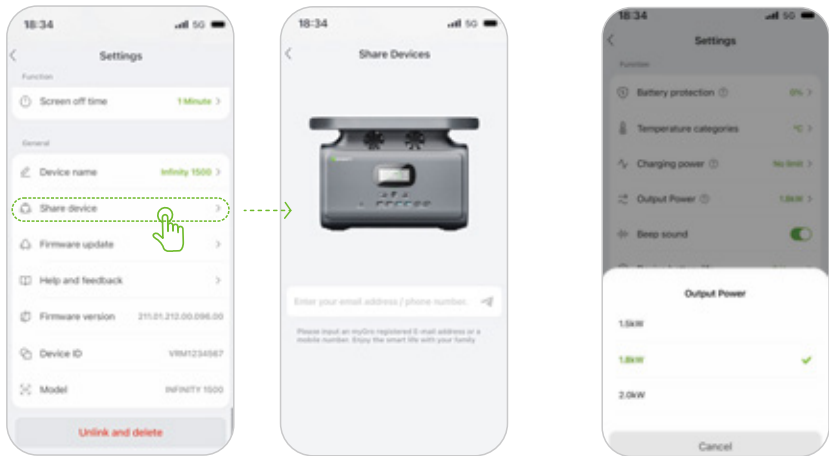 18:34
5G
Settings
Function
Screen off time
1 Minute
General
Device name
Infinity 1500
Share device
Firmware update
Help and feedback
Firmware version
211.01.212.00.096.00
Device ID
VRM1234567
Model
INFINITY 1500
Unlink and delete
18:34
5G
Share Devices
Enter your email address / phone number.
Please input an myGro registered E-mail address or a
mobile number. Enjoy the smart life with your family
18:34
5G
Settings
Function
Battery protection
0%
Temperature categories
°C
Charging power
No limit
Output Power
1.8kW
Beep sound
Output Power
1.5kW
1.8kW
2.0kW
Cancel